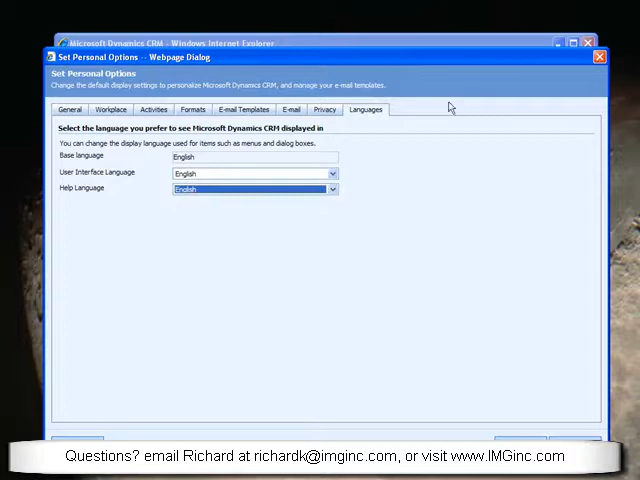 Microsoft Dynamics CRM - Windows Internet Explorer
Set Personal Options -- Webpage Dialog
Set Personal Options
Change the default display settings to personalize Microsoft Dynamics CRM, and manage your e-mail templates.
General Workplace Activities Formats E-mail Templates E-mail Privacy Languages
Select the language you prefer to see Microsoft Dynamics CRM displayed in
You can change the display language used for items such as menus and dialog boxes.
Base language English
User Interface Language English
Help Language English
Questions? email Richard at richardk@imginc.com, or visit www.IMGinc.com